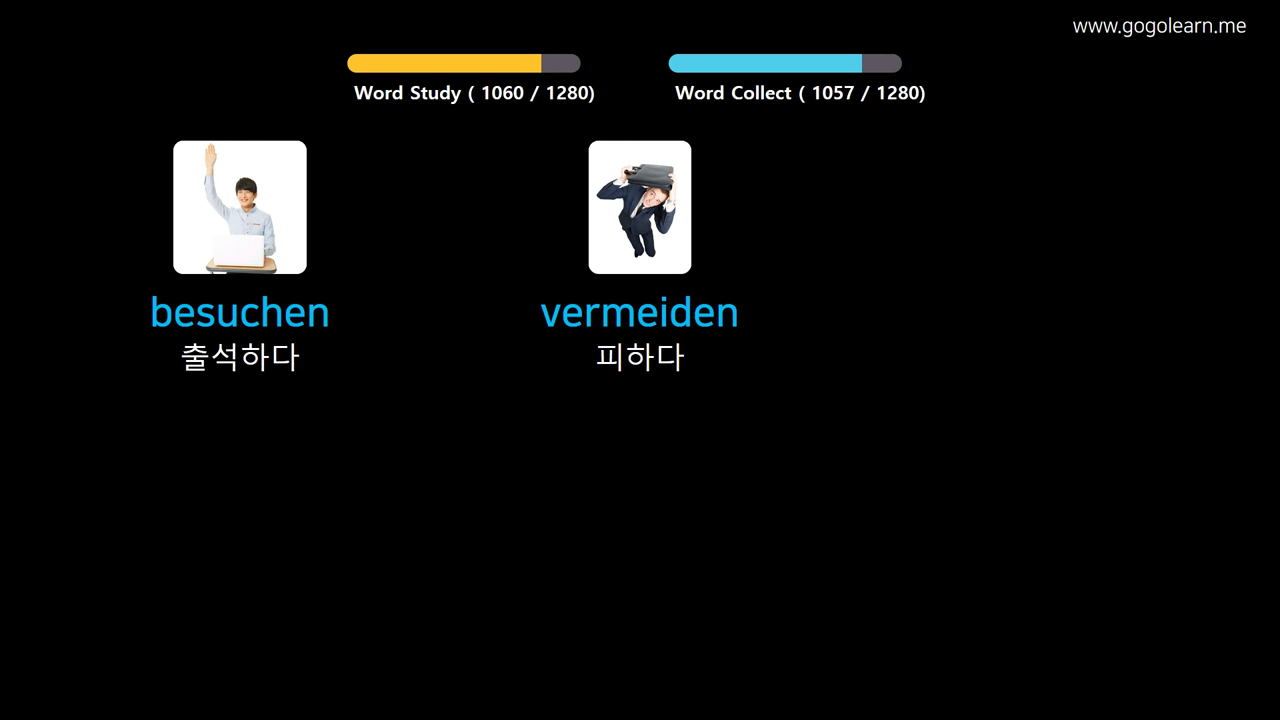 www.gogolearn.me
Word Study ( 1060 / 1280)
Word Collect ( 1057 / 1280)
besuchen
출석하다
vermeiden
피하다